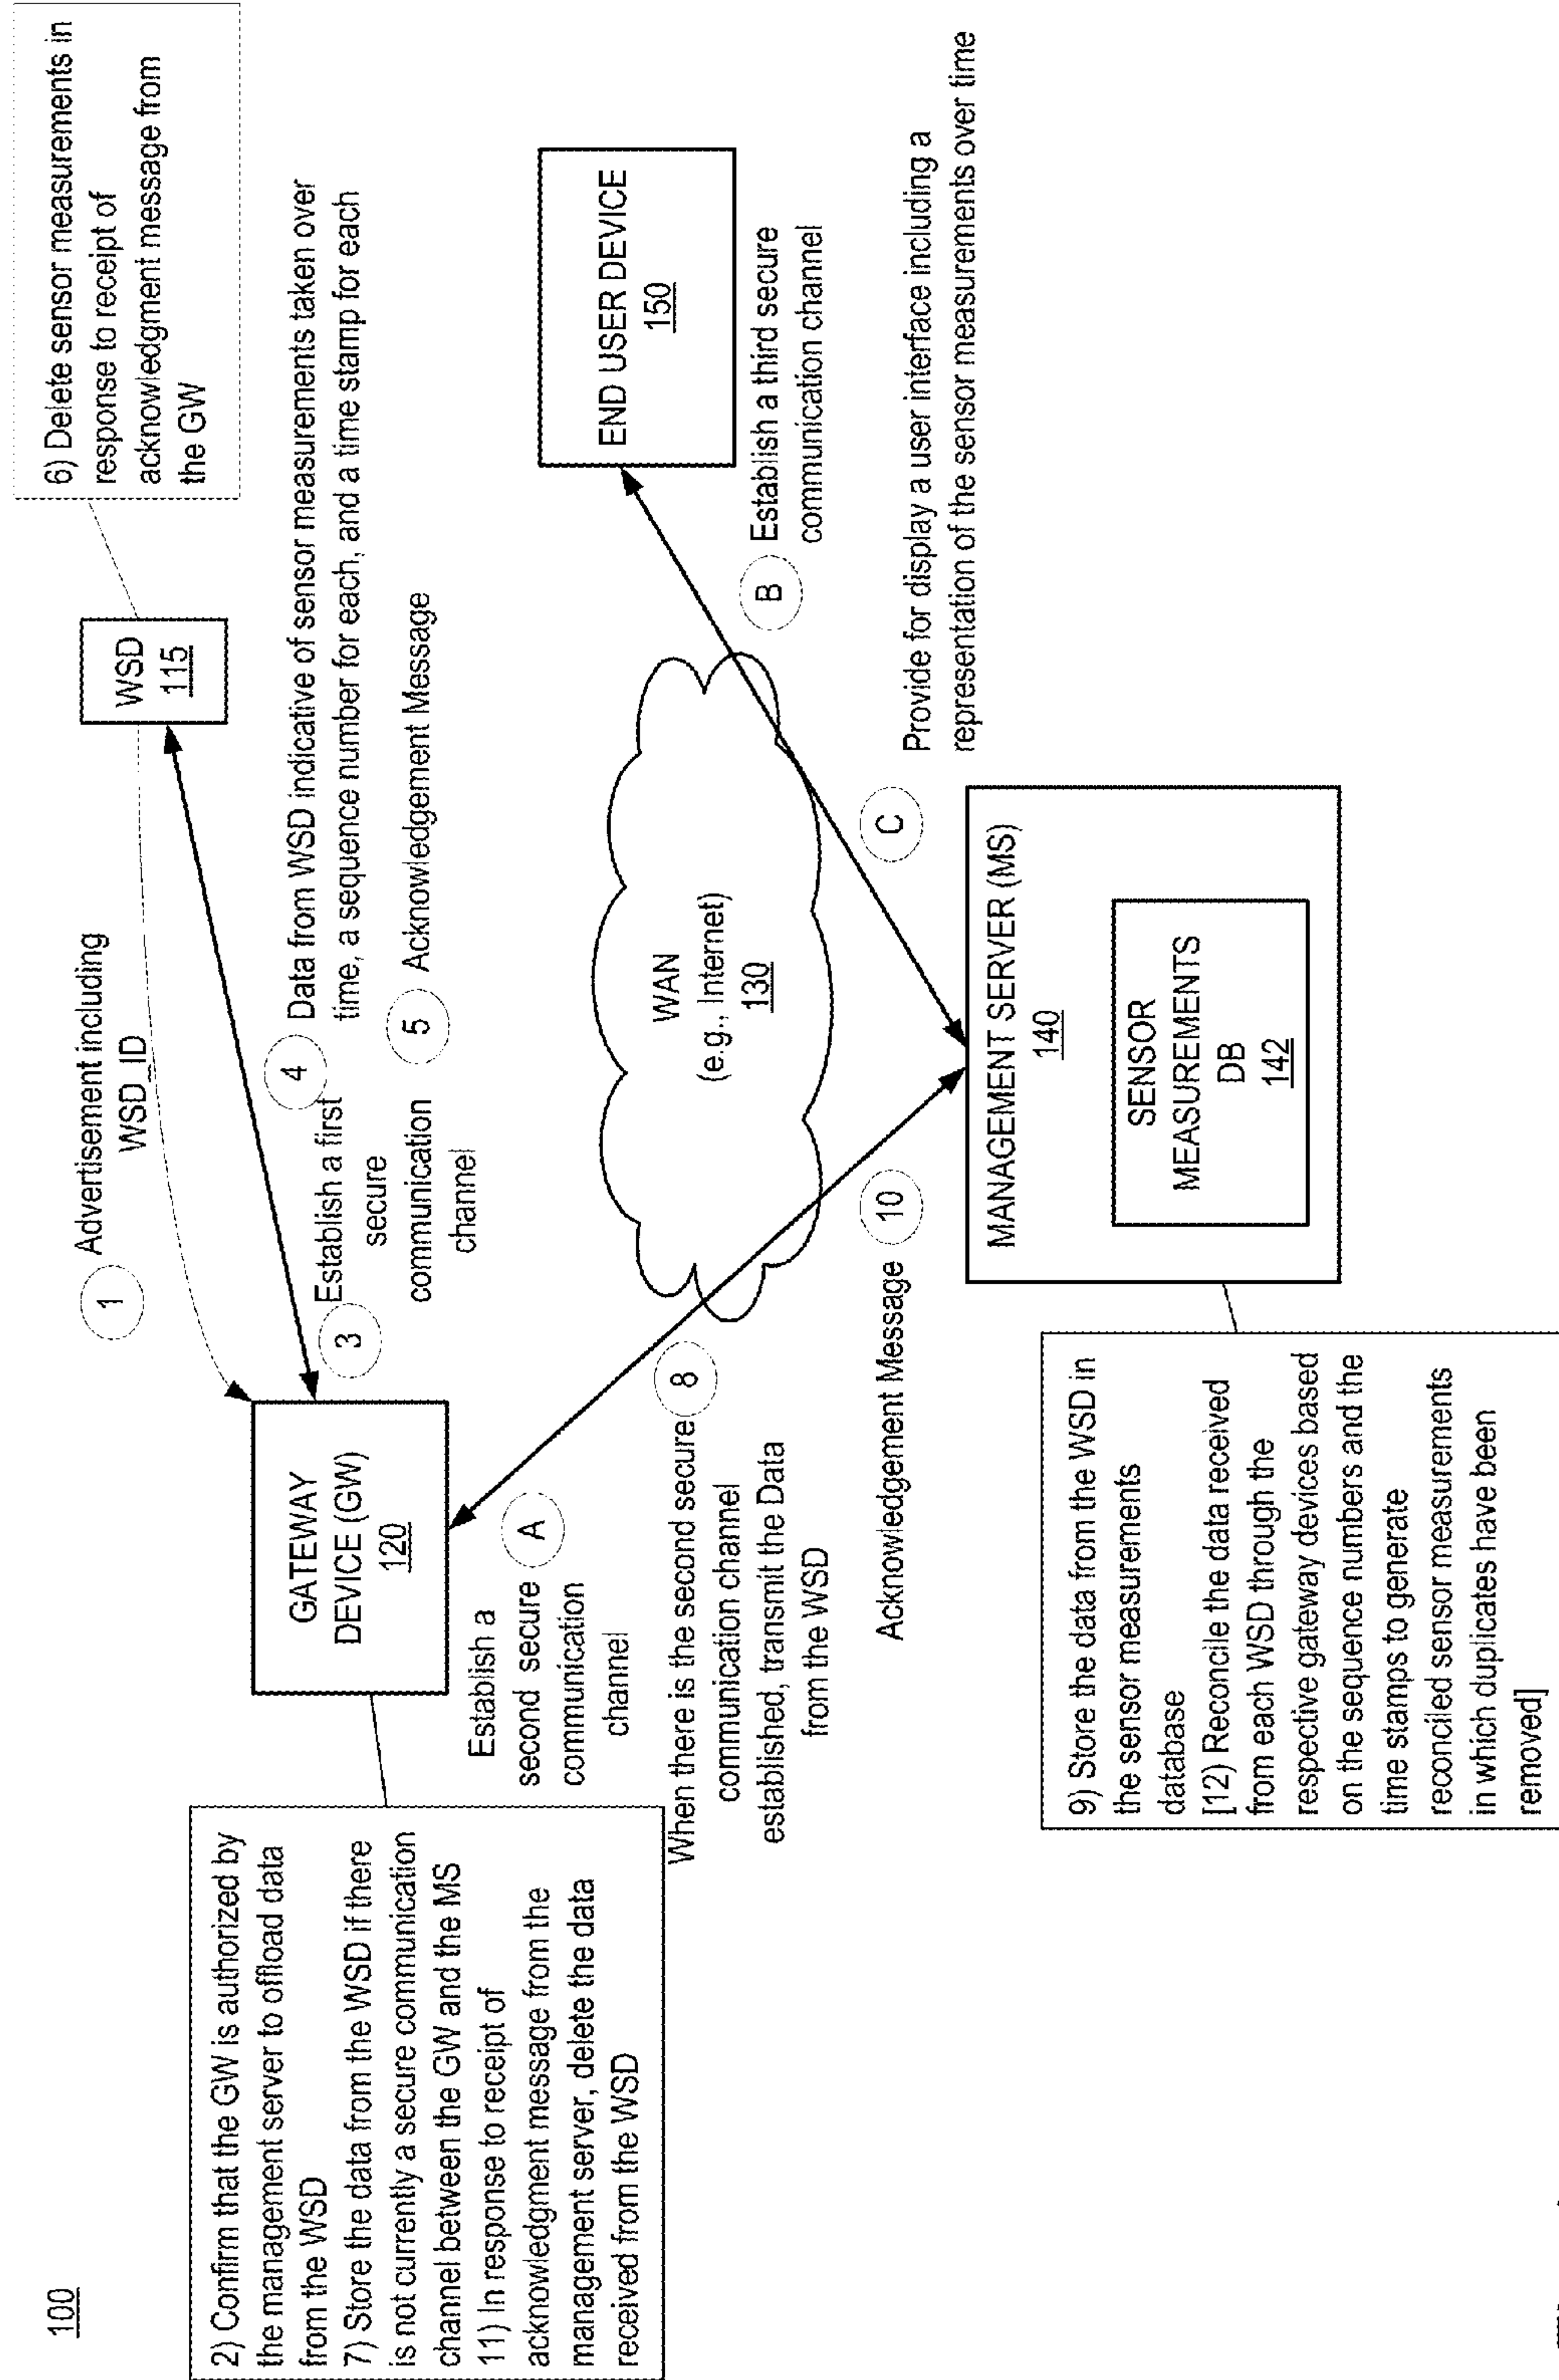 100
2) Confirm that the GW is authorized by
the management server to offload data
from the WSD
7) Store the data from the WSD if there
is not currently a secure communication
channel between the GW and the MS
11) In response to receipt of
acknowledgment message from the
management server, delete the data
received from the WSD
GATEWAY
DEVICE (GW)
120
1
Advertisement including
WSD_ID
WSD
115
6) Delete sensor measurements in
response to receipt of
acknowledgment message from
the GW
3
Establish a first
secure
communication
channel
4
Data from WSD indicative of sensor measurements taken over
time, a sequence number for each, and a time stamp for each
5
Acknowledgement Message
Establish a
second secure
communication
channel
A
When there is the second secure
communication channel
established, transmit the Data
from the WSD
8
WAN
(e.g., Internet)
130
END USER DEVICE
150
B
Establish a third secure
communication channel
Acknowledgement Message
10
C
Provide for display a user interface including a
representation of the sensor measurements over time
MANAGEMENT SERVER (MS)
140
SENSOR
MEASUREMENTS
DB
142
9) Store the data from the WSD in
the sensor measurements
database
[12) Reconcile the data received
from each WSD through the
respective gateway devices based
on the sequence numbers and the
time stamps to generate
reconciled sensor measurements
in which duplicates have been
removed]